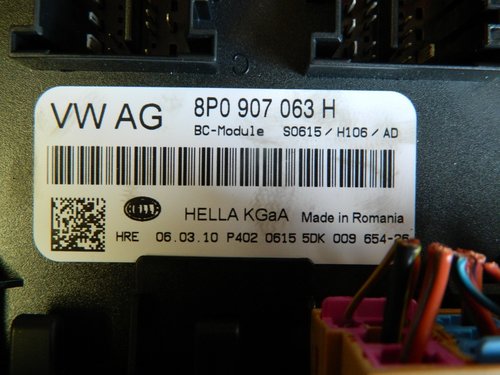 VW AG 8P0 907 063 H
BC-Module S0615 / H106 / AD
HELLA KGaA Made in Romania
HRE 06.03.10 P402 0615 5DK 009 654-26